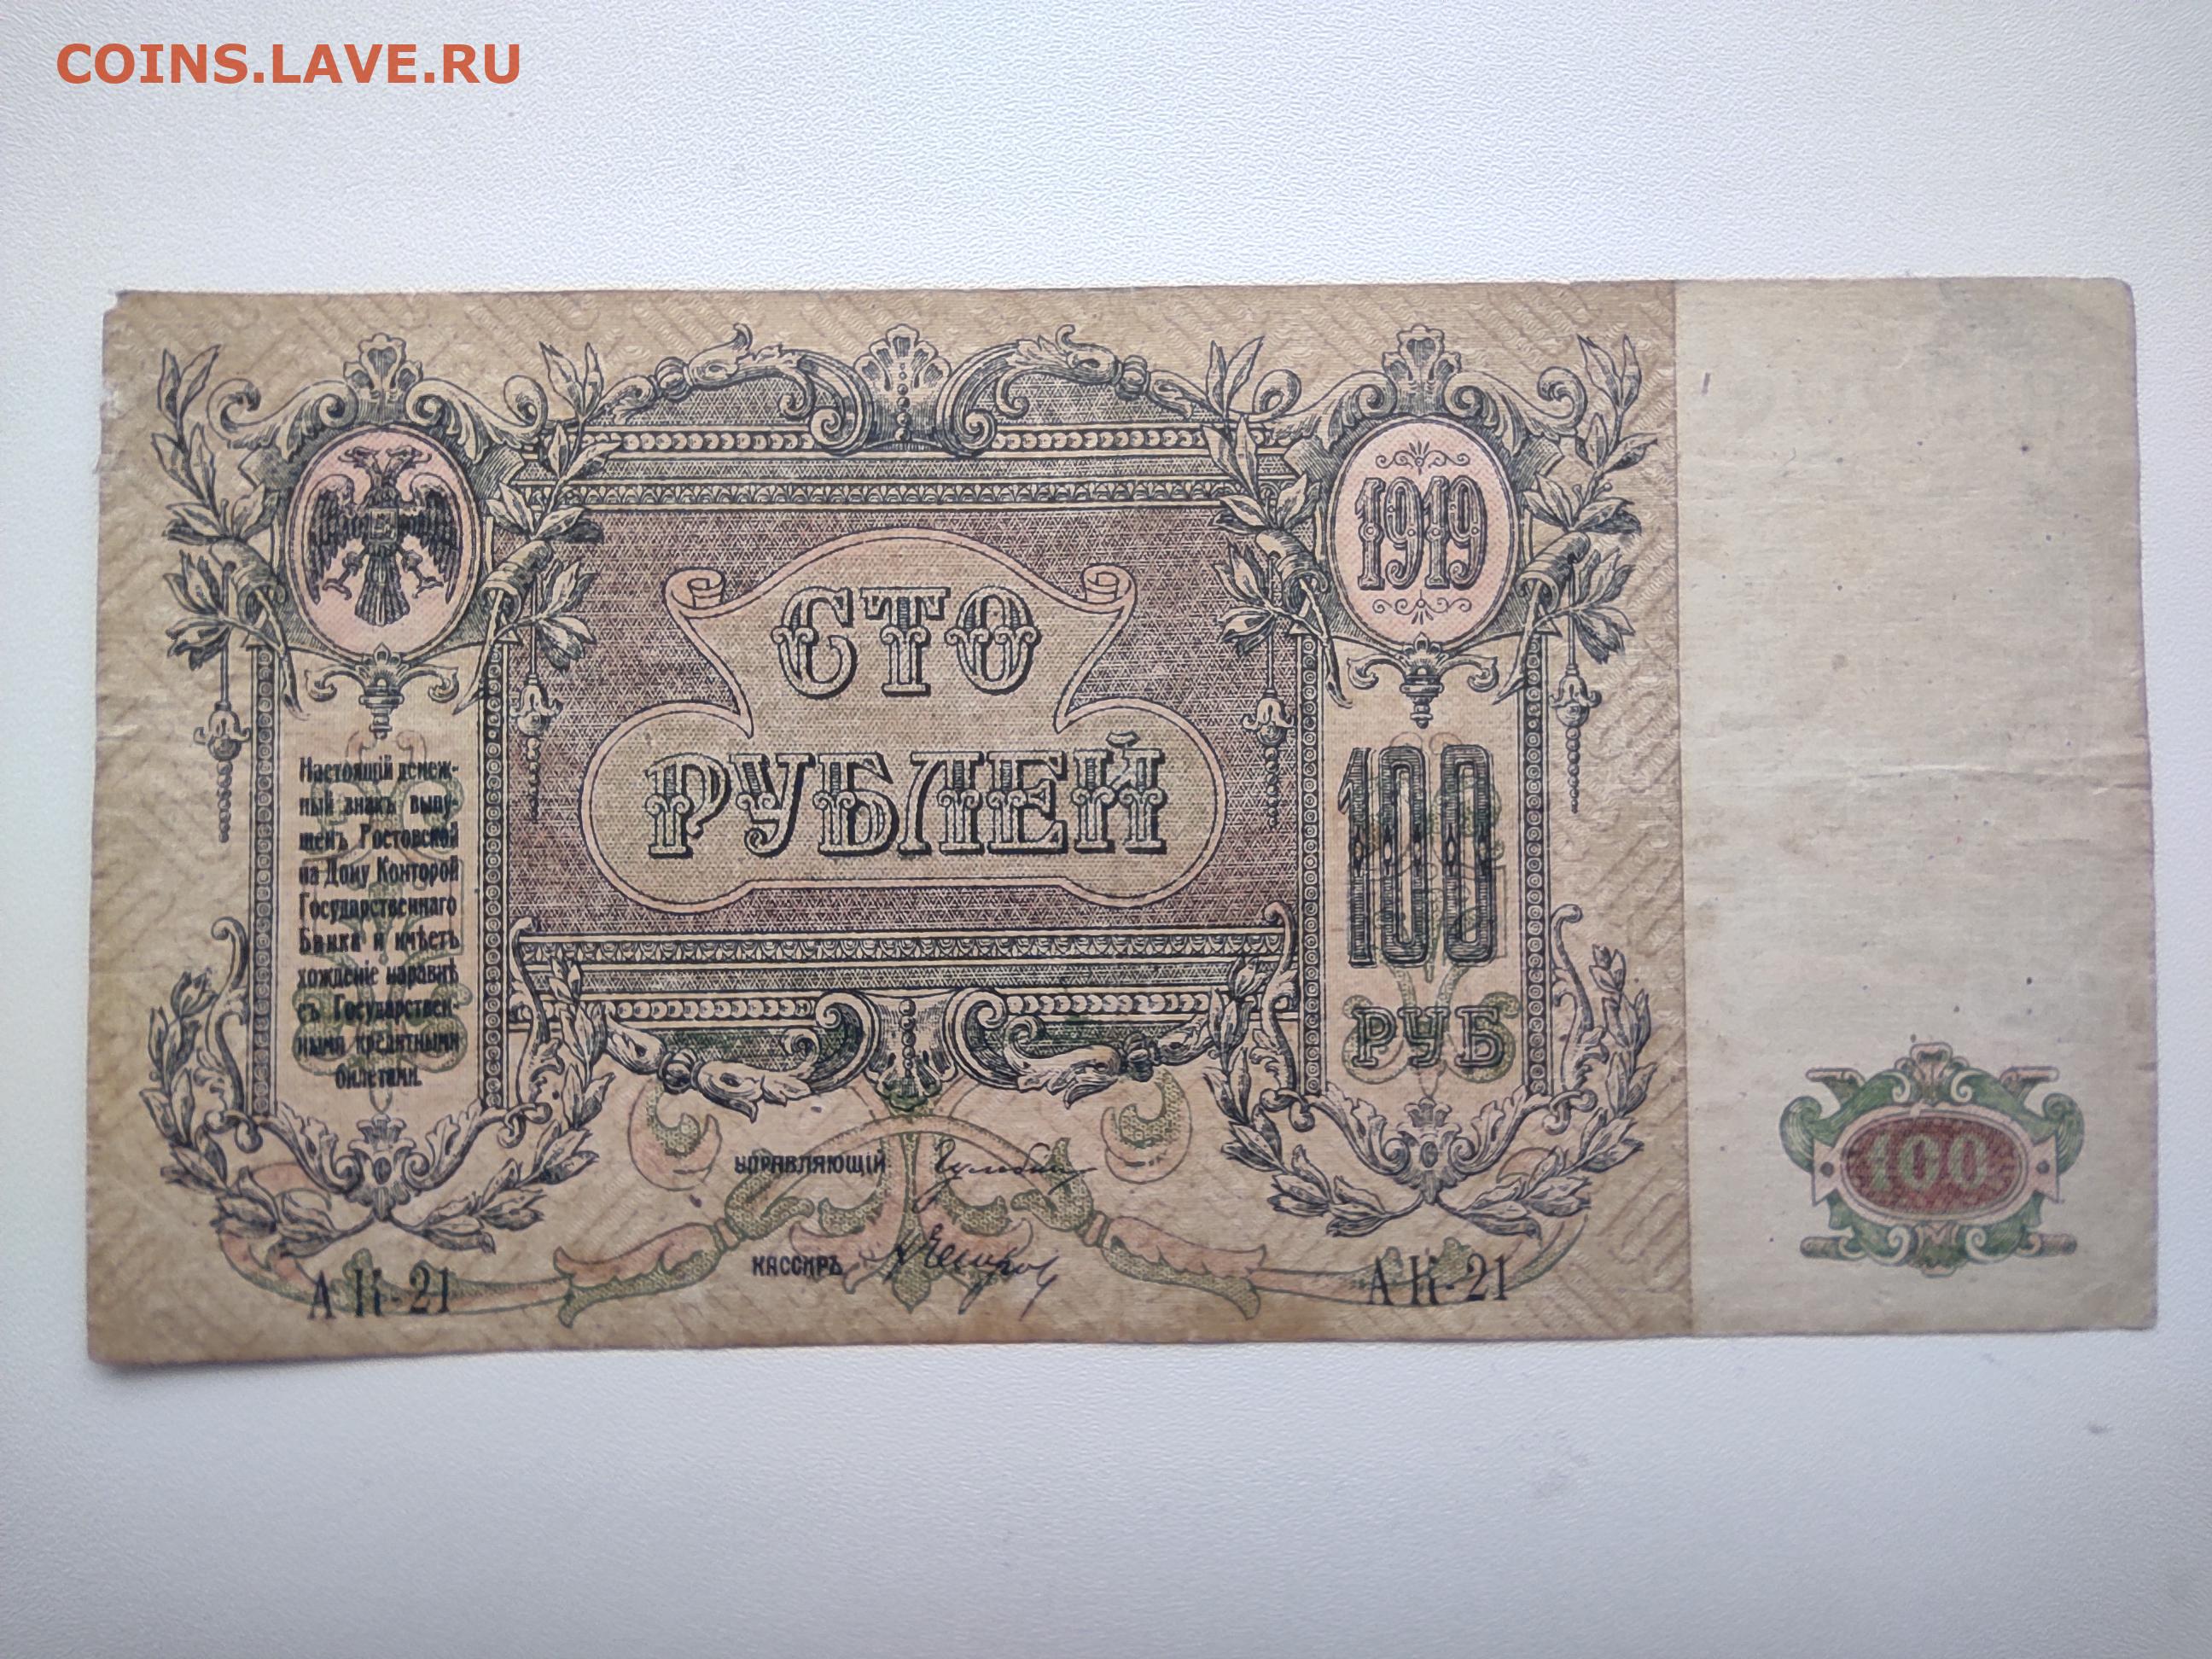 COINS.LAVE.RU
1919
СТО
РУБЛЕЙ
Настоящій денеж-
ный знакъ выпу-
щенъ Ростовской
на Дону Конторой
Государственнаго
Банка и имѣетъ
хожденіе наравнѣ
съ Государствен-
ными кредитными
билетами.
100
РУБ
УПРАВЛЯЮЩІЙ
КАССИРЪ
АК-21
АК-21
100